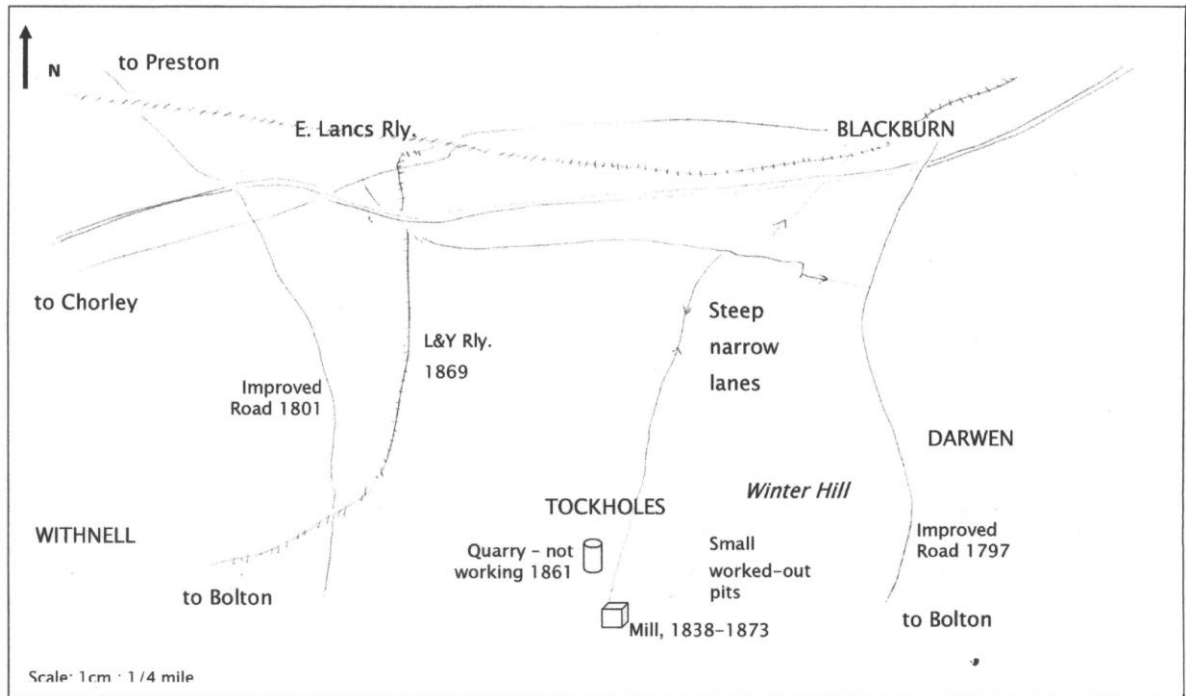 N
to Preston
E. Lancs Rly.
BLACKBURN
to Chorley
L&Y Rly.
1869
Improved
Road 1801
Steep
narrow
lanes
DARWEN
Winter Hill
TOCKHOLES
WITHNELL
Quarry – not
working 1861
Small
worked-out
pits
Improved
Road 1797
to Bolton
Mill, 1838-1873
to Bolton
Scale: 1cm : 1/4 mile